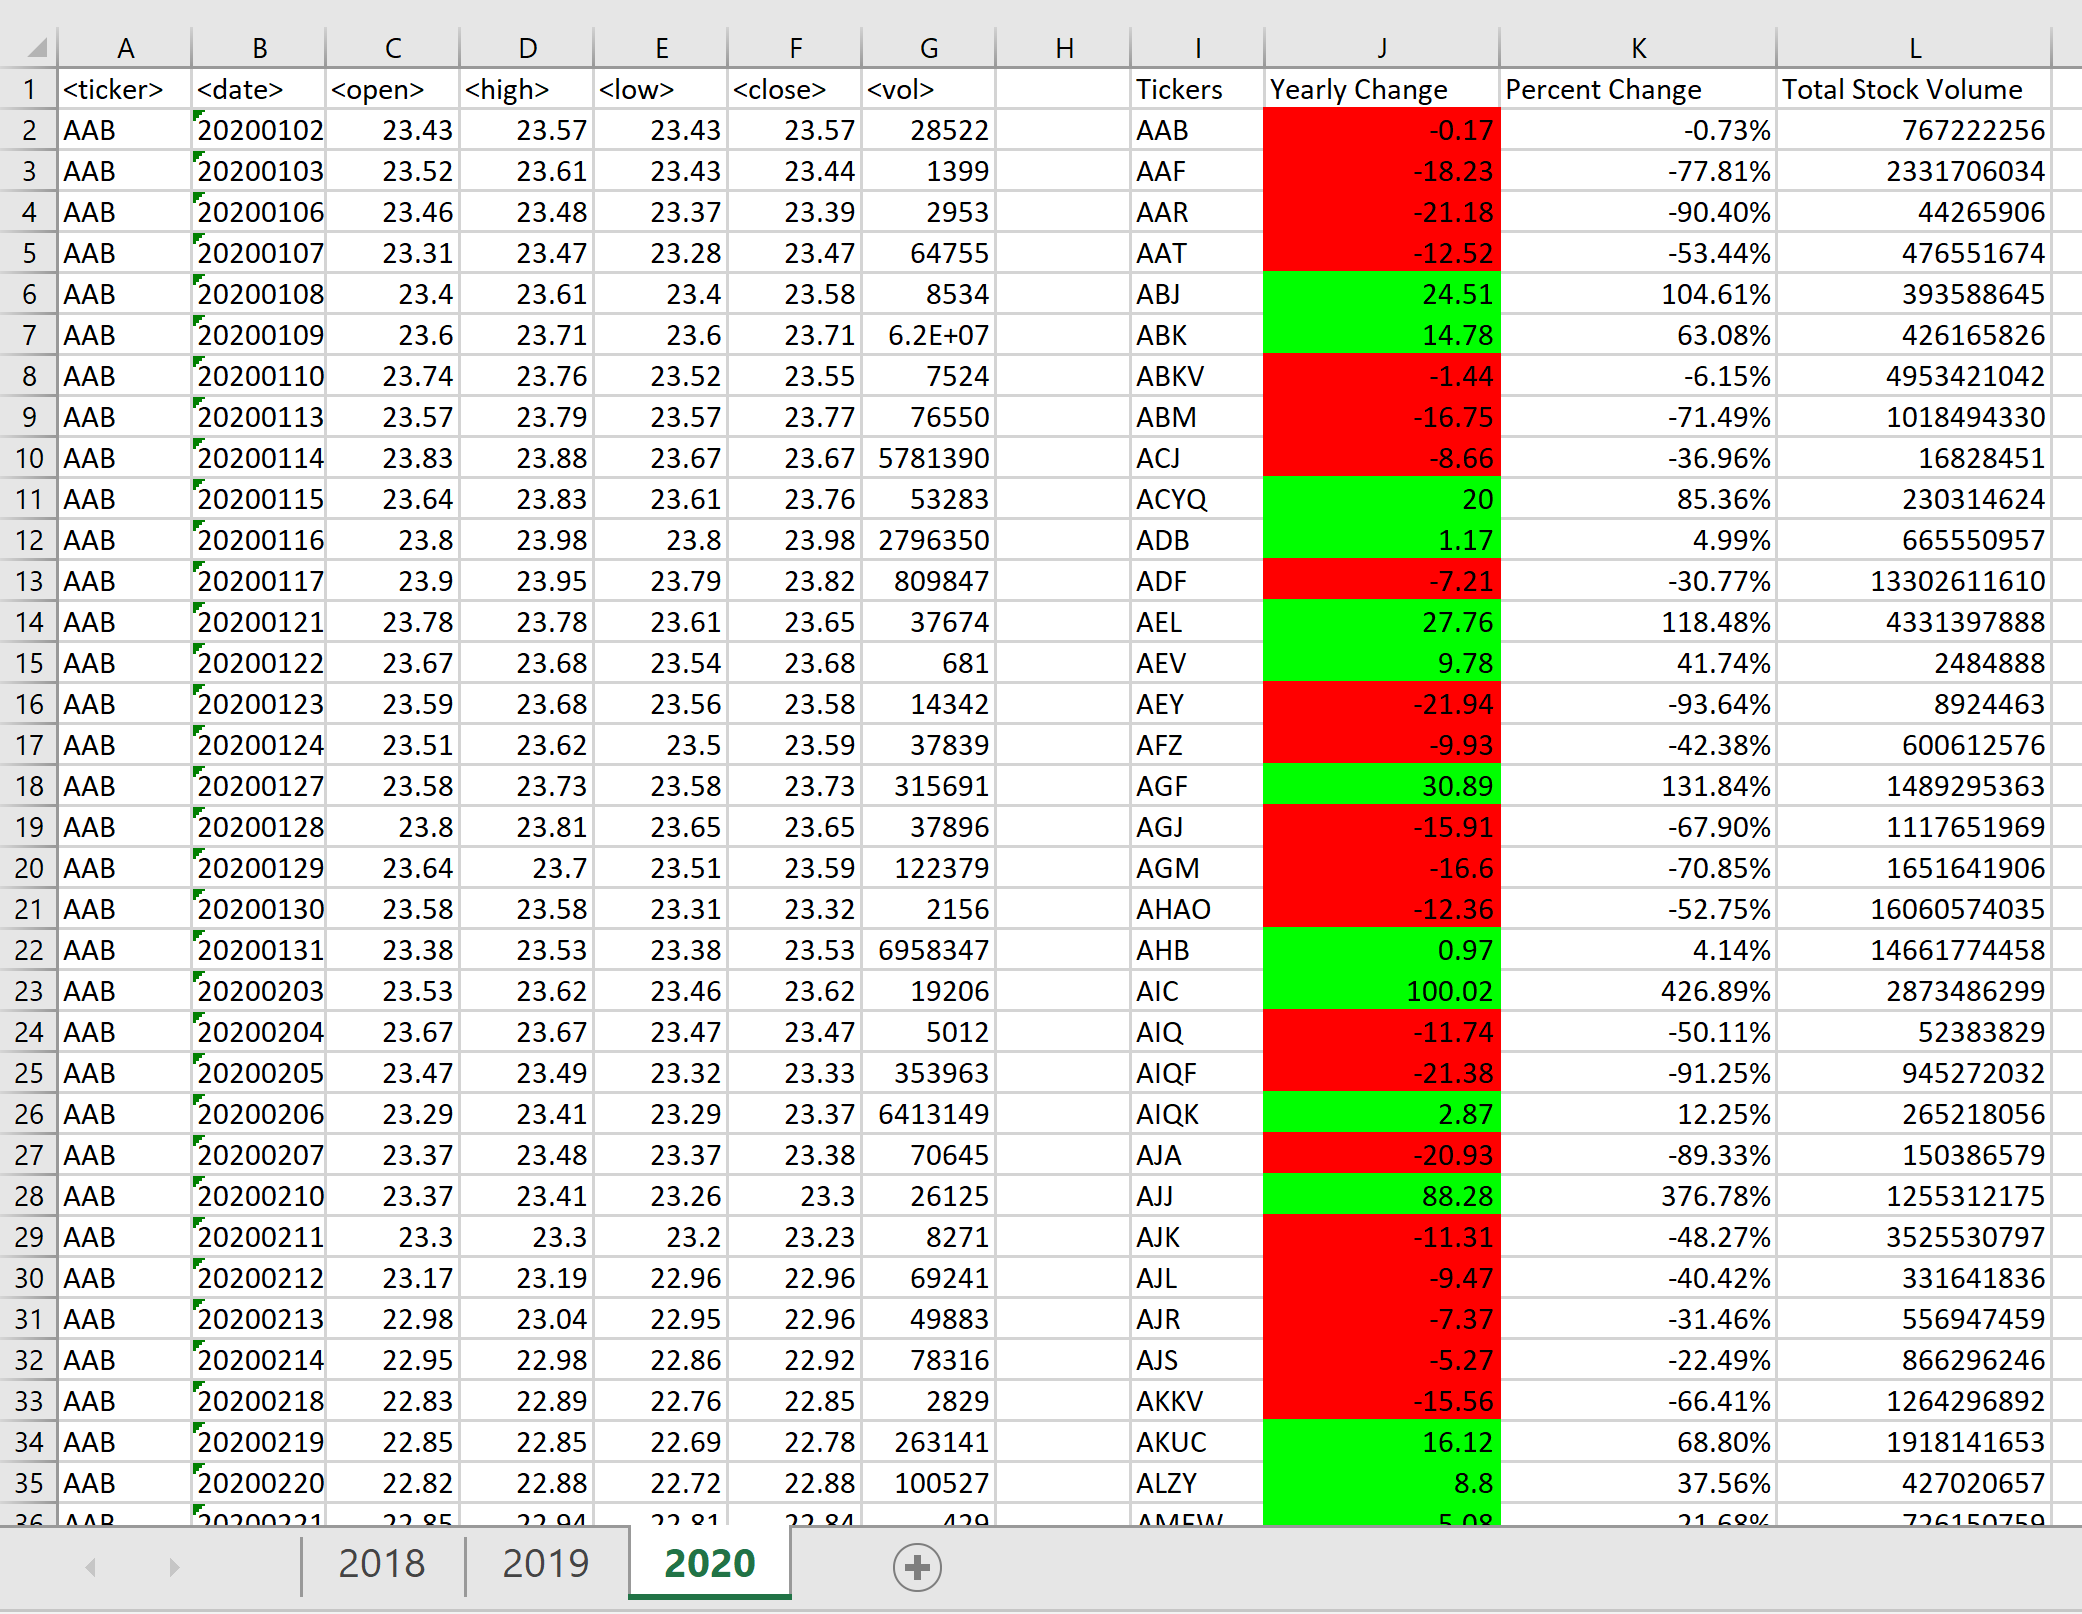 A B C D E F G H I J K L
1 <ticker> <date> <open> <high> <low> <close> <vol> Tickers Yearly Change Percent Change Total Stock Volume
2 AAB 20200102 23.43 23.57 23.43 23.57 28522 AAB -0.17 -0.73% 767222256
3 AAB 20200103 23.52 23.61 23.43 23.44 1399 AAF -18.23 -77.81% 2331706034
4 AAB 20200106 23.46 23.48 23.37 23.39 2953 AAR -21.18 -90.40% 44265906
5 AAB 20200107 23.31 23.47 23.28 23.47 64755 AAT -12.52 -53.44% 476551674
6 AAB 20200108 23.4 23.61 23.4 23.58 8534 ABJ 24.51 104.61% 393588645
7 AAB 20200109 23.6 23.71 23.6 23.71 6.2E+07 ABK 14.78 63.08% 426165826
8 AAB 20200110 23.74 23.76 23.52 23.55 7524 ABKV -1.44 -6.15% 4953421042
9 AAB 20200113 23.57 23.79 23.57 23.77 76550 ABM -16.75 -71.49% 1018494330
10 AAB 20200114 23.83 23.88 23.67 23.67 5781390 ACJ -8.66 -36.96% 16828451
11 AAB 20200115 23.64 23.83 23.61 23.76 53283 ACYQ 20 85.36% 230314624
12 AAB 20200116 23.8 23.98 23.8 23.98 2796350 ADB 1.17 4.99% 665550957
13 AAB 20200117 23.9 23.95 23.79 23.82 809847 ADF -7.21 -30.77% 13302611610
14 AAB 20200121 23.78 23.78 23.61 23.65 37674 AEL 27.76 118.48% 4331397888
15 AAB 20200122 23.67 23.68 23.54 23.68 681 AEV 9.78 41.74% 2484888
16 AAB 20200123 23.59 23.68 23.56 23.58 14342 AEY -21.94 -93.64% 8924463
17 AAB 20200124 23.51 23.62 23.5 23.59 37839 AFZ -9.93 -42.38% 600612576
18 AAB 20200127 23.58 23.73 23.58 23.73 315691 AGF 30.89 131.84% 1489295363
19 AAB 20200128 23.8 23.81 23.65 23.65 37896 AGJ -15.91 -67.90% 1117651969
20 AAB 20200129 23.64 23.7 23.51 23.59 122379 AGM -16.6 -70.85% 1651641906
21 AAB 20200130 23.58 23.58 23.31 23.32 2156 AHAO -12.36 -52.75% 16060574035
22 AAB 20200131 23.38 23.53 23.38 23.53 6958347 AHB 0.97 4.14% 14661774458
23 AAB 20200203 23.53 23.62 23.46 23.62 19206 AIC 100.02 426.89% 2873486299
24 AAB 20200204 23.67 23.67 23.47 23.47 5012 AIQ -11.74 -50.11% 52383829
25 AAB 20200205 23.47 23.49 23.32 23.33 353963 AIQF -21.38 -91.25% 945272032
26 AAB 20200206 23.29 23.41 23.29 23.37 6413149 AIQK 2.87 12.25% 265218056
27 AAB 20200207 23.37 23.48 23.37 23.38 70645 AJA -20.93 -89.33% 150386579
28 AAB 20200210 23.37 23.41 23.26 23.3 26125 AJJ 88.28 376.78% 1255312175
29 AAB 20200211 23.3 23.3 23.2 23.23 8271 AJK -11.31 -48.27% 3525530797
30 AAB 20200212 23.17 23.19 22.96 22.96 69241 AJL -9.47 -40.42% 331641836
31 AAB 20200213 22.98 23.04 22.95 22.96 49883 AJR -7.37 -31.46% 556947459
32 AAB 20200214 22.95 22.98 22.86 22.92 78316 AJS -5.27 -22.49% 866296246
33 AAB 20200218 22.83 22.89 22.76 22.85 2829 AKKV -15.56 -66.41% 1264296892
34 AAB 20200219 22.85 22.85 22.69 22.78 263141 AKUC 16.12 68.80% 1918141653
35 AAB 20200220 22.82 22.88 22.72 22.88 100527 ALZY 8.8 37.56% 427020657
36 AAB 20200221 22.85 22.94 22.81 22.84 429 AMEW 5.08 21.68% 726150759
2018 2019 2020